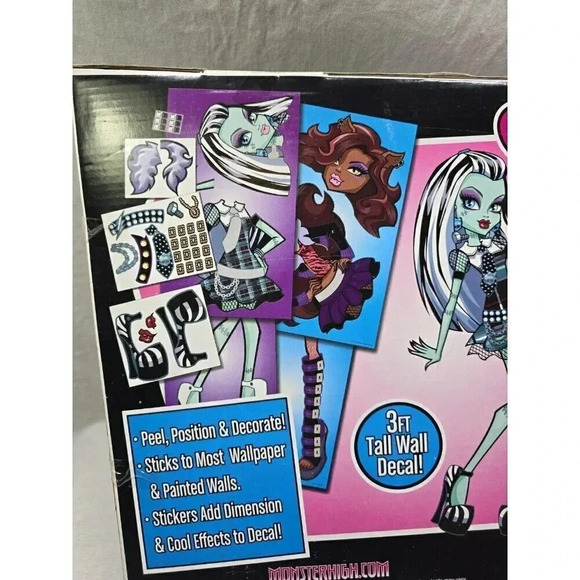 3FT
Tall Wall
Decal!
• Peel, Position & Decorate!
• Sticks to Most Wallpaper
& Painted Walls.
• Stickers Add Dimension
& Cool Effects to Decal!
MONSTERHIGH.COM